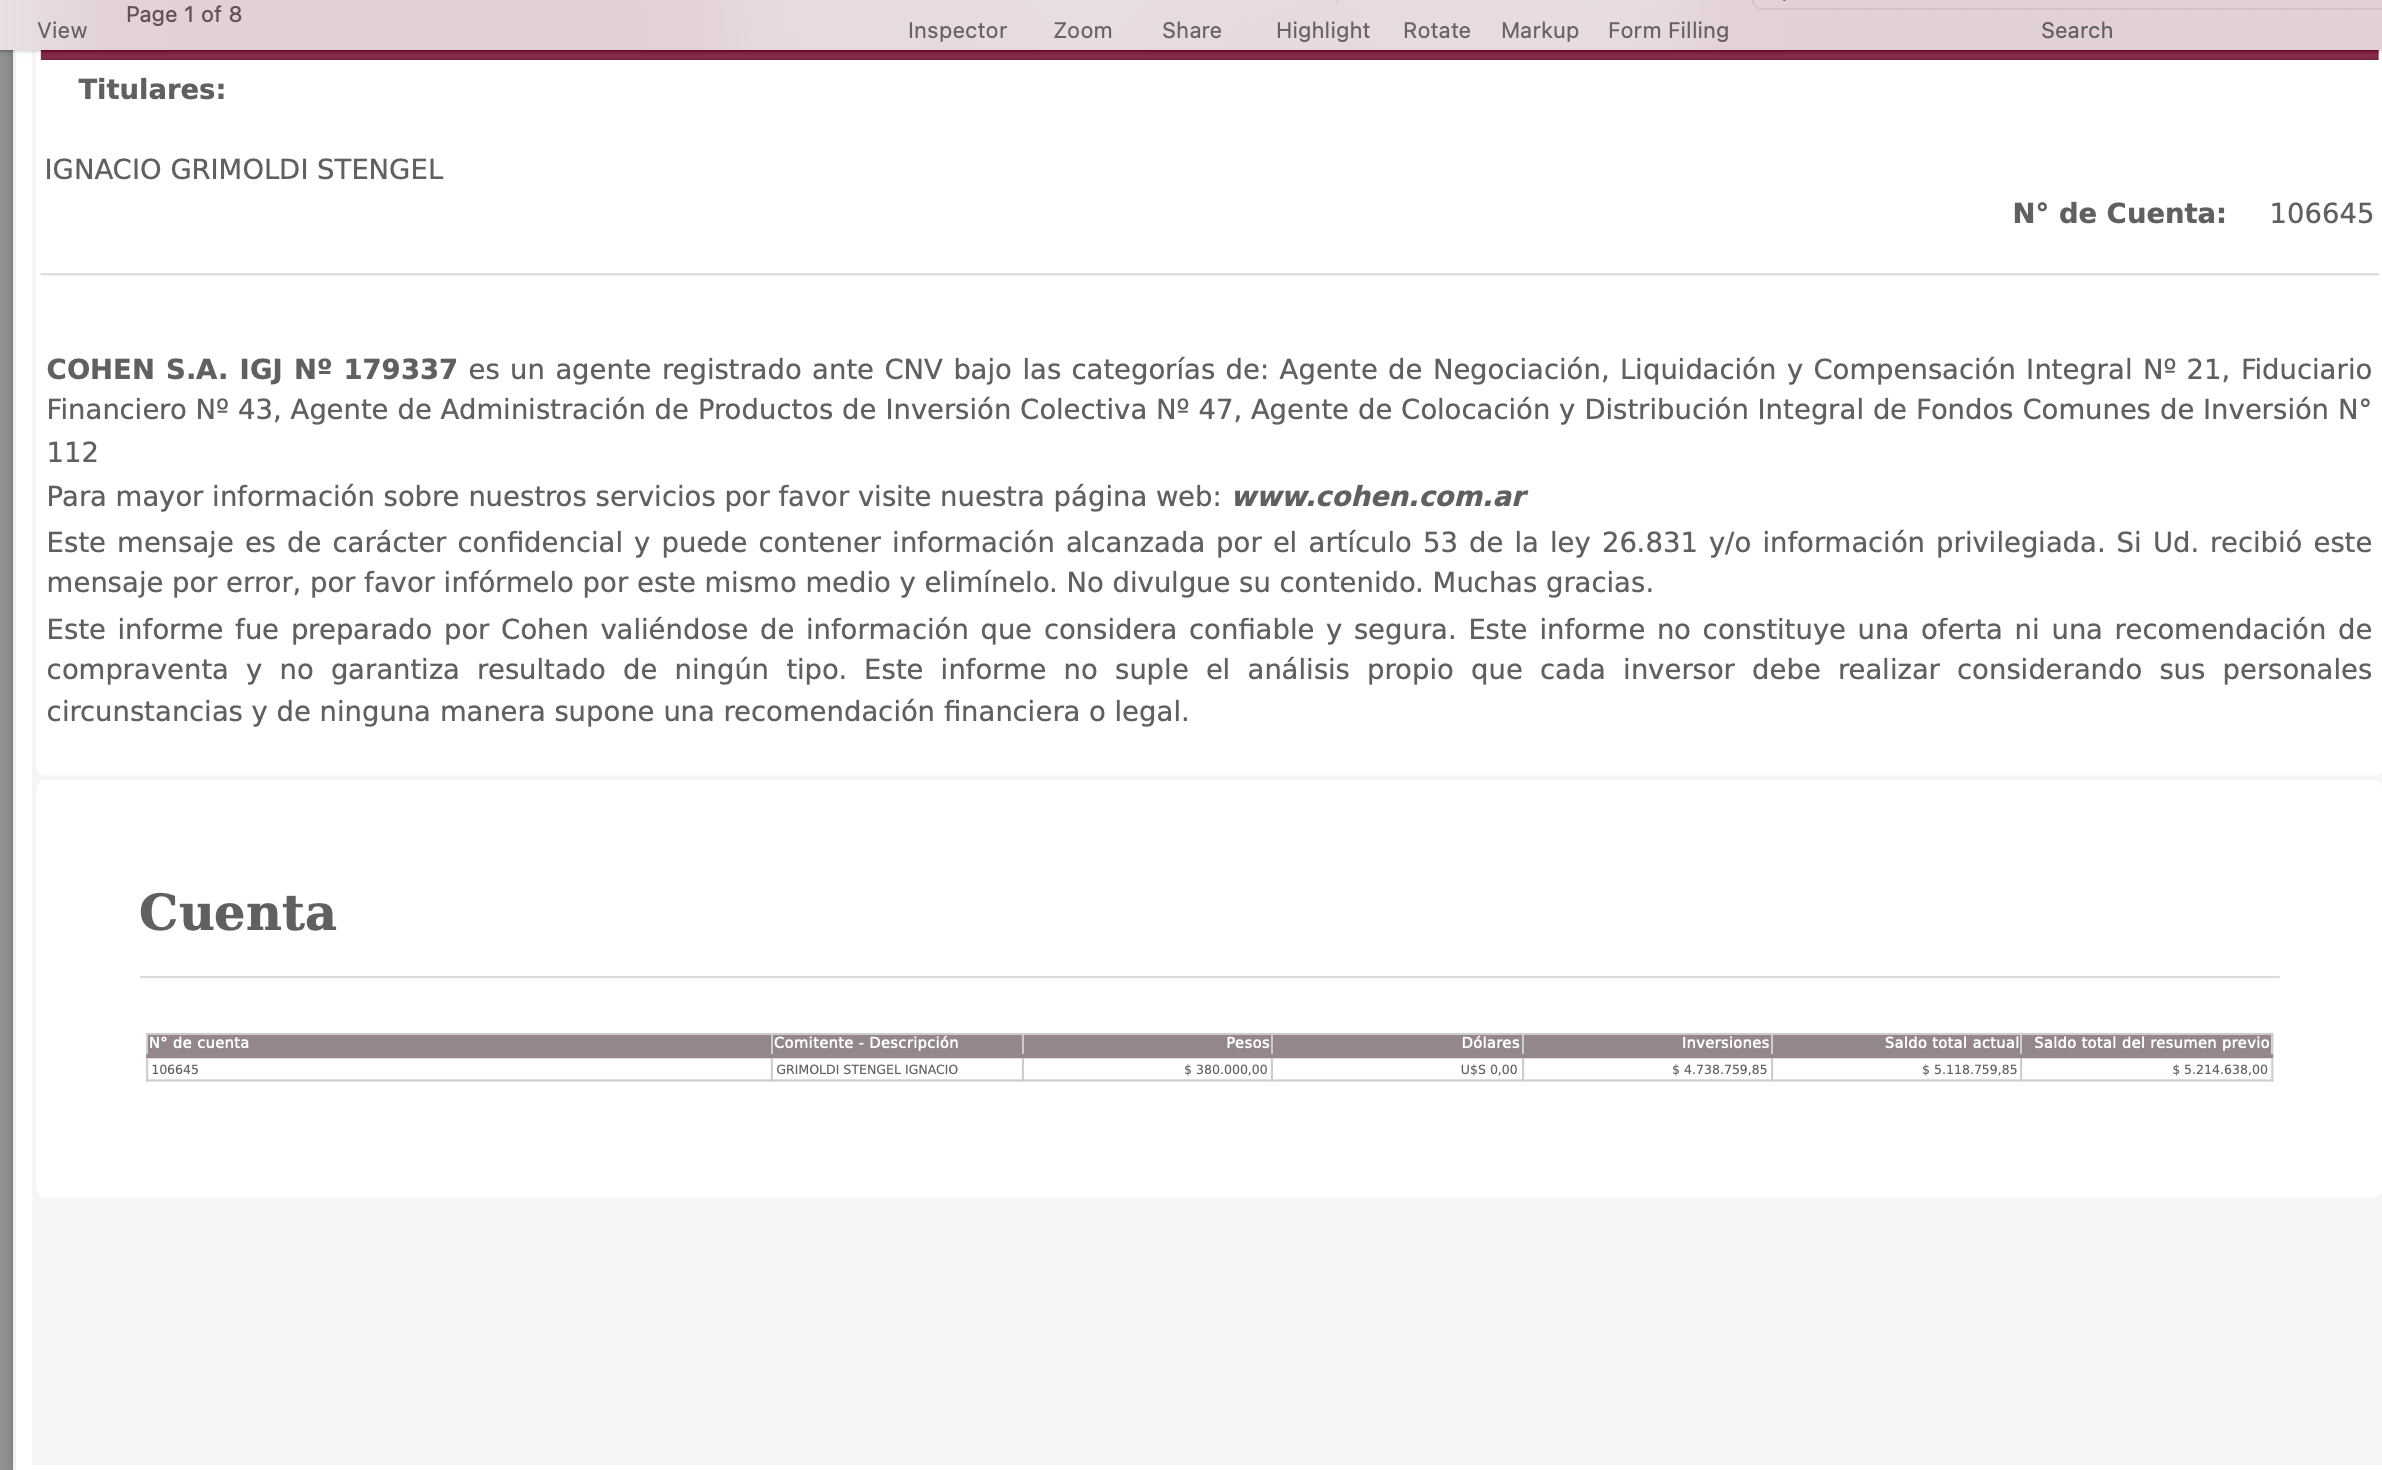 Page 1 of 8
View
Inspector Zoom Share Highlight Rotate Markup Form Filling Search
Titulares:
IGNACIO GRIMOLDI STENGEL
N° de Cuenta: 106645
COHEN S.A. IGJ Nº 179337 es un agente registrado ante CNV bajo las categorías de: Agente de Negociación, Liquidación y Compensación Integral Nº 21, Fiduciario
Financiero Nº 43, Agente de Administración de Productos de Inversión Colectiva Nº 47, Agente de Colocación y Distribución Integral de Fondos Comunes de Inversión N°
112
Para mayor información sobre nuestros servicios por favor visite nuestra página web: www.cohen.com.ar
Este mensaje es de carácter confidencial y puede contener información alcanzada por el artículo 53 de la ley 26.831 y/o información privilegiada. Si Ud. recibió este
mensaje por error, por favor infórmelo por este mismo medio y elimínelo. No divulgue su contenido. Muchas gracias.
Este informe fue preparado por Cohen valiéndose de información que considera confiable y segura. Este informe no constituye una oferta ni una recomendación de
compraventa y no garantiza resultado de ningún tipo. Este informe no suple el análisis propio que cada inversor debe realizar considerando sus personales
circunstancias y de ninguna manera supone una recomendación financiera o legal.
Cuenta
N° de cuenta Comitente - Descripción Pesos Dólares Inversiones Saldo total actual Saldo total del resumen previo
106645 GRIMOLDI STENGEL IGNACIO $ 380.000,00 U$S 0,00 $ 4.738.759,85 $ 5.118.759,85 $ 5.214.638,00